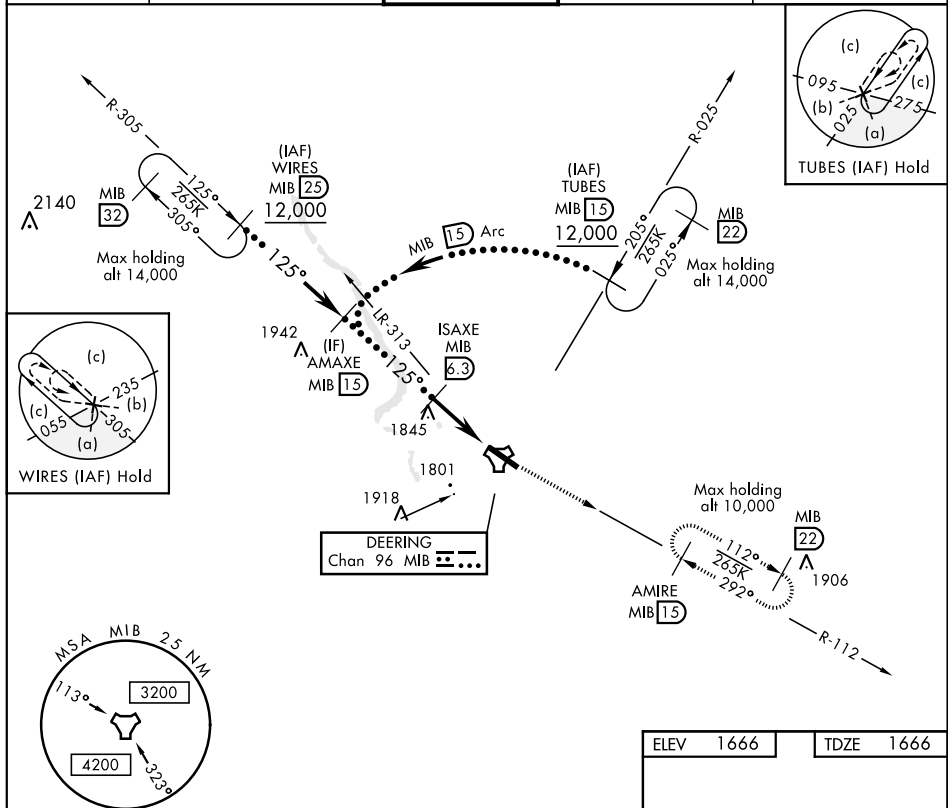 R-305
(IAF)
WIRES
MIB 25
12,000
MIB
32
125°
265K
305°
Max holding
alt 14,000
2140
125°
1942
(IF)
AMAXE
MIB 15
LR-313
125°
MIB 15 Arc
(IAF)
TUBES
MIB 15
12,000
R-025
205°
265K
025°
MIB
22
Max holding
alt 14,000
(c)
095
(c)
275
(b)
025
(a)
TUBES (IAF) Hold
ISAXE
MIB
6.3
1845
1801
1918
DEERING
Chan 96 MIB
(c)
235
(b)
(c)
055
305
(a)
WIRES (IAF) Hold
Max holding
alt 10,000
MIB
22
1906
112°
265K
292°
AMIRE
MIB 15
R-112
MSA MIB 25 NM
113°
3200
4200
323°
ELEV 1666
TDZE 1666